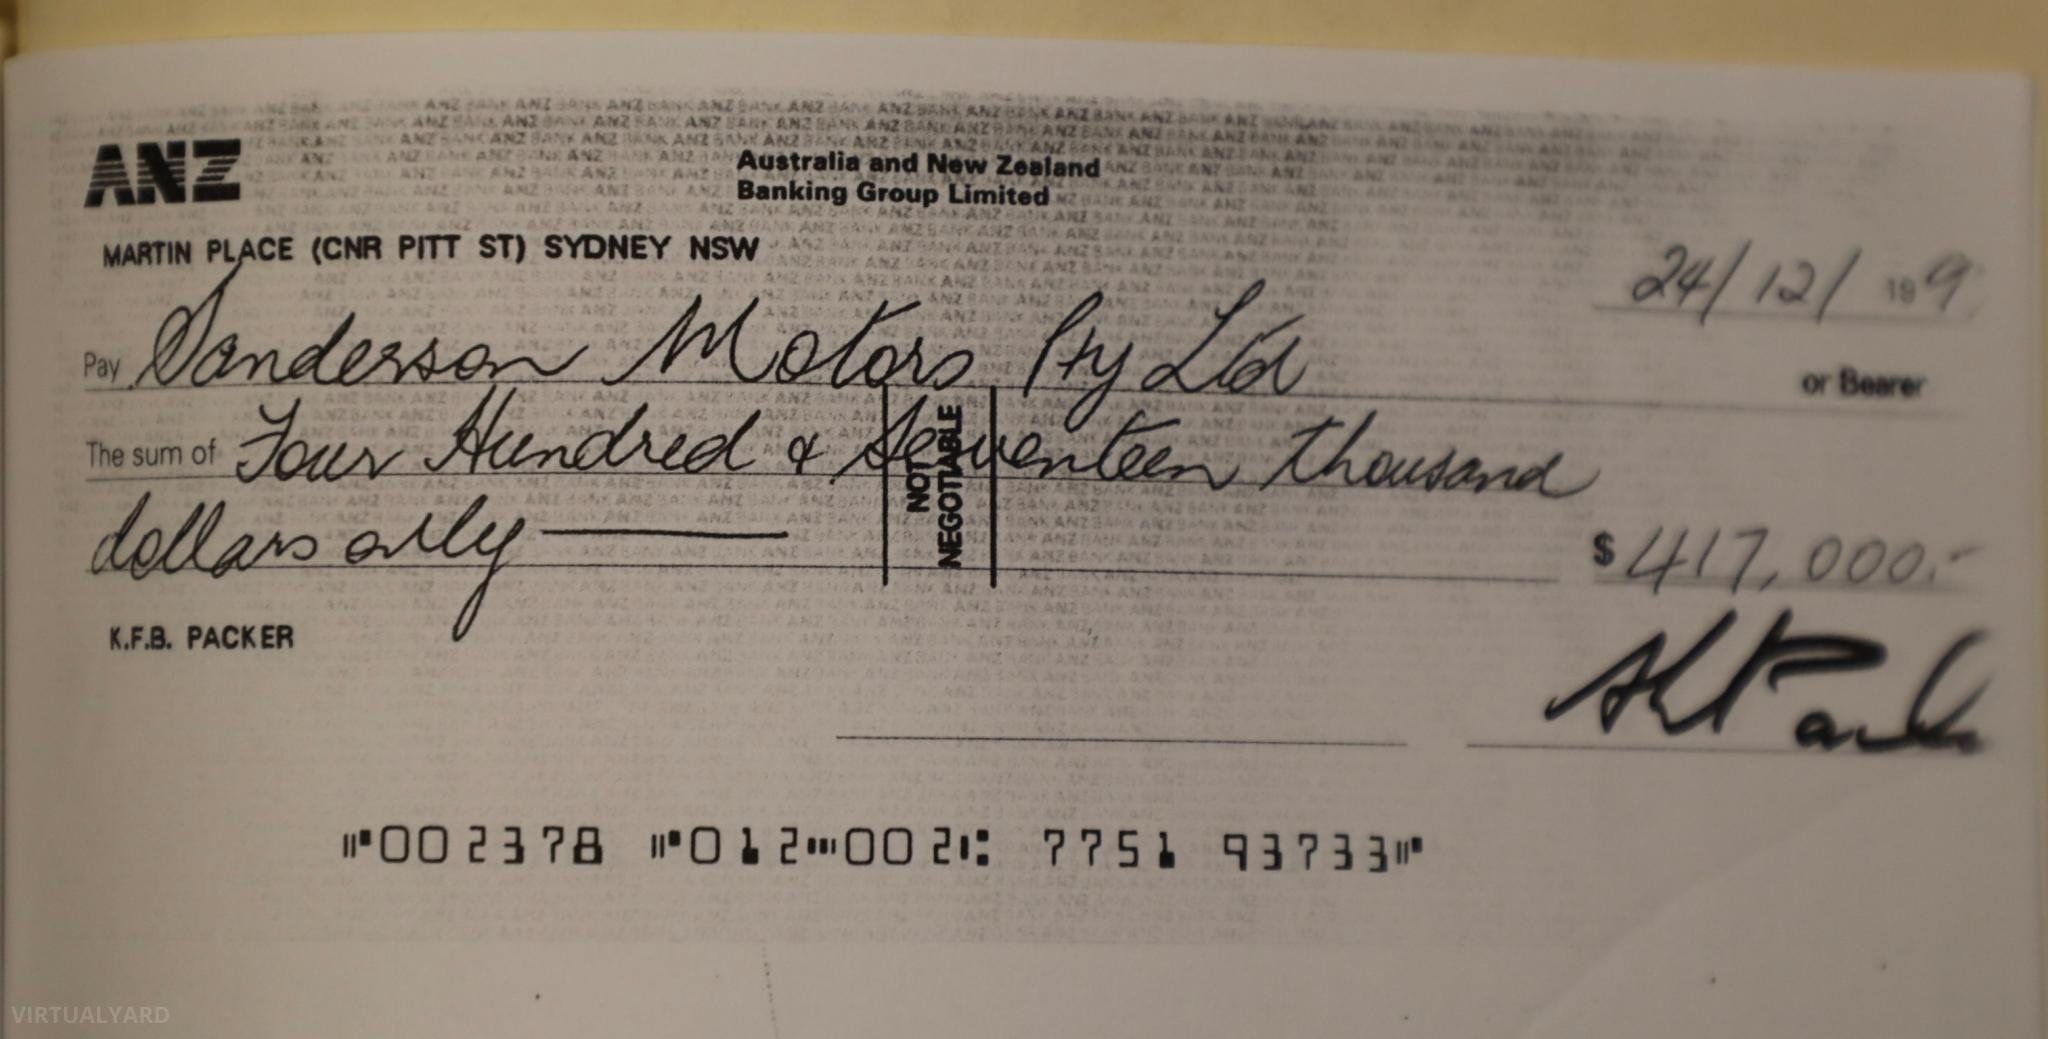 ANZ
Australia and New Zealand
Banking Group Limited
MARTIN PLACE (CNR PITT ST) SYDNEY NSW
24/12/ 19 9
Pay Sanderson Motors Pty Ltd
or Bearer
The sum of Four Hundred & Seventeen thousand
dollars only
NOT
NEGOTIABLE
$ 417,000.-
K.F.B. PACKER
002378 012 002 7751 93733
VIRTUALYARD